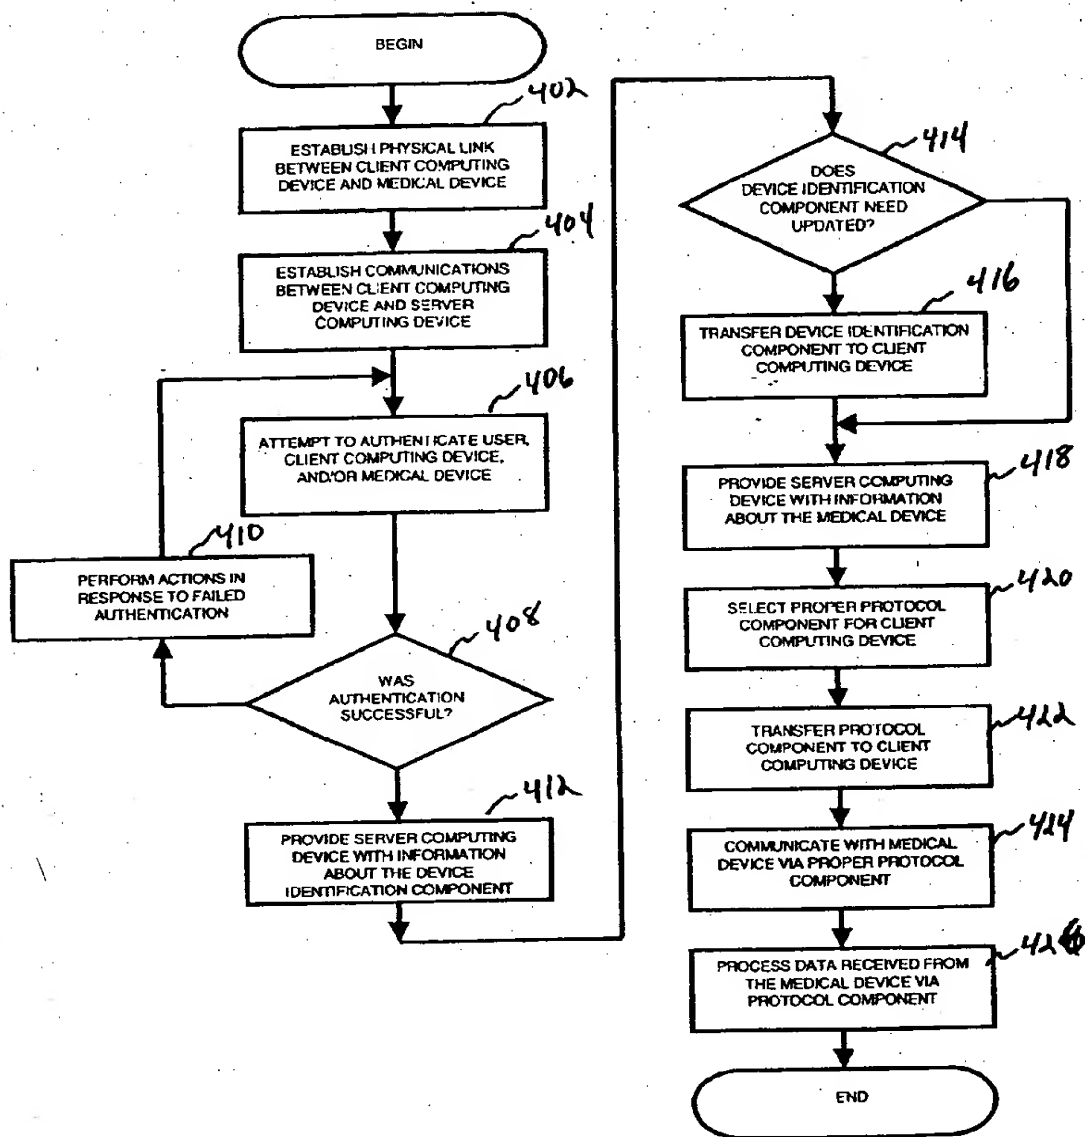 BEGIN
402
ESTABLISH PHYSICAL LINK
BETWEEN CLIENT COMPUTING
DEVICE AND MEDICAL DEVICE
404
ESTABLISH COMMUNICATIONS
BETWEEN CLIENT COMPUTING
DEVICE AND SERVER
COMPUTING DEVICE
406
ATTEMPT TO AUTHENTICATE USER,
CLIENT COMPUTING DEVICE,
AND/OR MEDICAL DEVICE
410
PERFORM ACTIONS IN
RESPONSE TO FAILED
AUTHENTICATION
408
WAS
AUTHENTICATION
SUCCESSFUL?
412
PROVIDE SERVER COMPUTING
DEVICE WITH INFORMATION
ABOUT THE DEVICE
IDENTIFICATION COMPONENT
414
DOES
DEVICE IDENTIFICATION
COMPONENT NEED
UPDATED?
416
TRANSFER DEVICE IDENTIFICATION
COMPONENT TO CLIENT
COMPUTING DEVICE
418
PROVIDE SERVER COMPUTING
DEVICE WITH INFORMATION
ABOUT THE MEDICAL DEVICE
420
SELECT PROPER PROTOCOL
COMPONENT FOR CLIENT
COMPUTING DEVICE
422
TRANSFER PROTOCOL
COMPONENT TO CLIENT
COMPUTING DEVICE
424
COMMUNICATE WITH MEDICAL
DEVICE VIA PROPER PROTOCOL
COMPONENT
PROCESS DATA RECEIVED FROM
THE MEDICAL DEVICE VIA
PROTOCOL COMPONENT
END